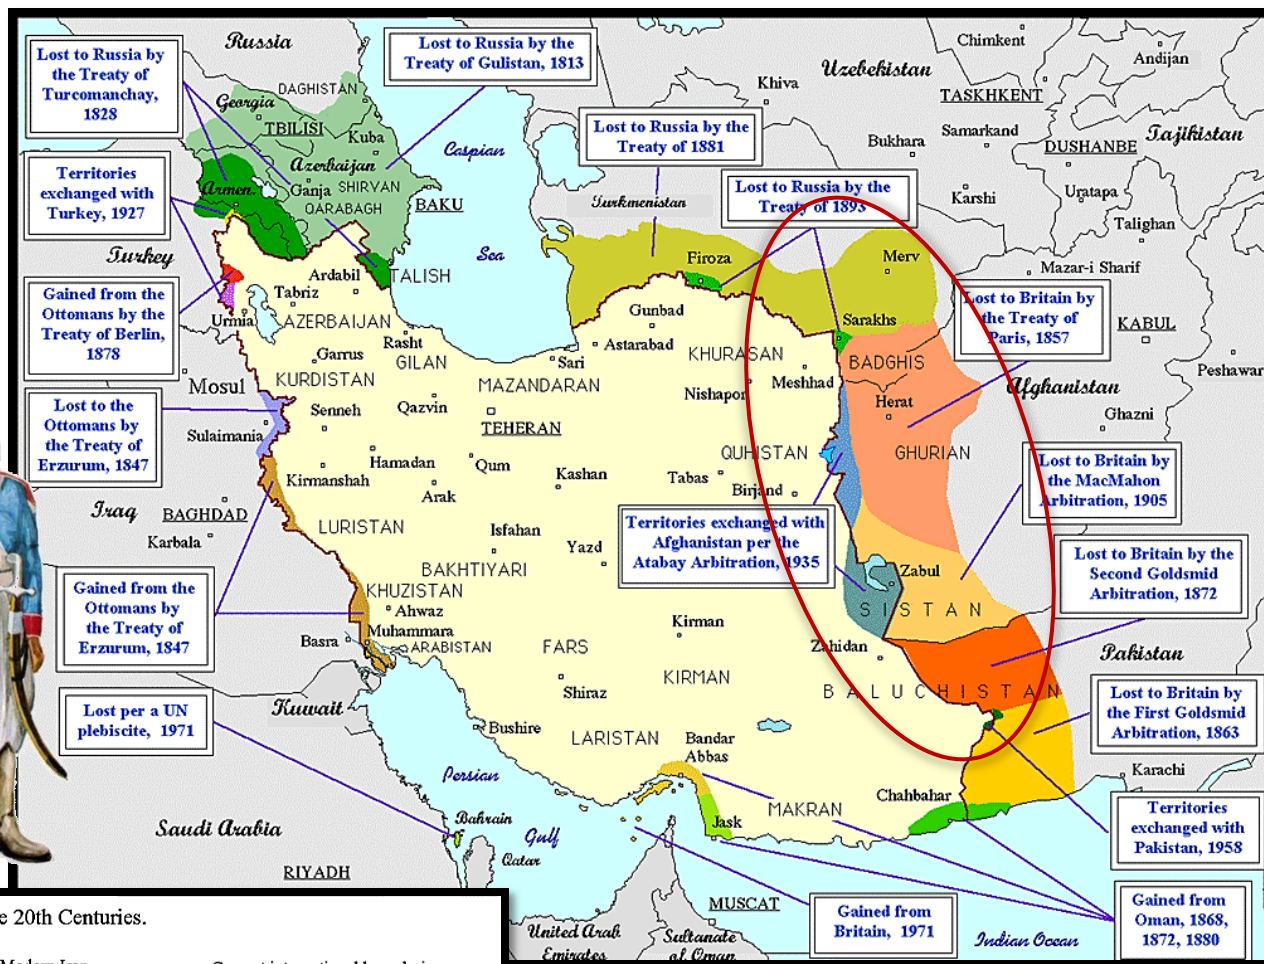 Lost to Russia by
the Treaty of
Turcomanchay,
1828
Lost to Russia by the
Treaty of Gulistan, 1813
Lost to Russia by the
Treaty of 1881
Lost to Russia by the
Treaty of 1893
Territories
exchanged with
Turkey, 1927
Gained from the
Ottomans by the
Treaty of Berlin,
1878
Lost to the
Ottomans by
the Treaty of
Erzurum, 1847
Gained from the
Ottomans by
the Treaty of
Erzurum, 1847
Lost per a UN
plebiscite, 1971
Lost to Britain by
the Treaty of
Paris, 1857
Lost to Britain by
the MacMahon
Arbitration, 1905
Territories exchanged with
Afghanistan per the
Atabay Arbitration, 1935
Lost to Britain by the
Second Goldsmid
Arbitration, 1872
Lost to Britain by
the First Goldsmid
Arbitration, 1863
Territories
exchanged with
Pakistan, 1958
Gained from
Oman, 1868,
1872, 1880
Gained from
Britain, 1971
Russia
DAGHISTAN
Georgia
TBILISI
Kuba
Azerbaijan
Armen.
Ganja
SHIRVAN
QARABAGH
BAKU
TALISH
Caspian
Sea
Turkey
Ardabil
Tabriz
Urmia
AZERBAIJAN
Rasht
Garrus
GILAN
Mosul
KURDISTAN
Senneh
Qazvin
Sulaimania
MAZANDARAN
TEHERAN
Sari
Astarabad
Gunbad
Firoza
Turkmenistan
Khiva
Uzebekistan
Chimkent
Andijan
TASKHKENT
Bukhara
Samarkand
DUSHANBE
Tajikistan
Karshi
Uratapa
Talighan
Mazar-i Sharif
Merv
Sarakhs
KABUL
Peshawar
KHURASAN
Nishapor
Meshhad
BADGHIS
Herat
Afghanistan
Ghazni
GHURIAN
QUHISTAN
Tabas
Birjand
Hamadan
Qum
Kashan
Kirmanshah
Arak
Iraq
BAGHDAD
Karbala
LURISTAN
Isfahan
Yazd
BAKHTIYARI
KHUZISTAN
Ahwaz
Muhammara
Basra
ARABISTAN
FARS
Kirman
KIRMAN
Zabul
SISTAN
Zahidan
BALUCHISTAN
Pakistan
Shiraz
Kuwait
Bushire
LARISTAN
Bandar
Abbas
Persian
Gulf
Bahrain
Qatar
Saudi Arabia
RIYADH
Jask
MAKRAN
Chahbahar
Karachi
MUSCAT
United Arab
Emirates
Sultanate
of Oman
Indian Ocean
20th Centuries.